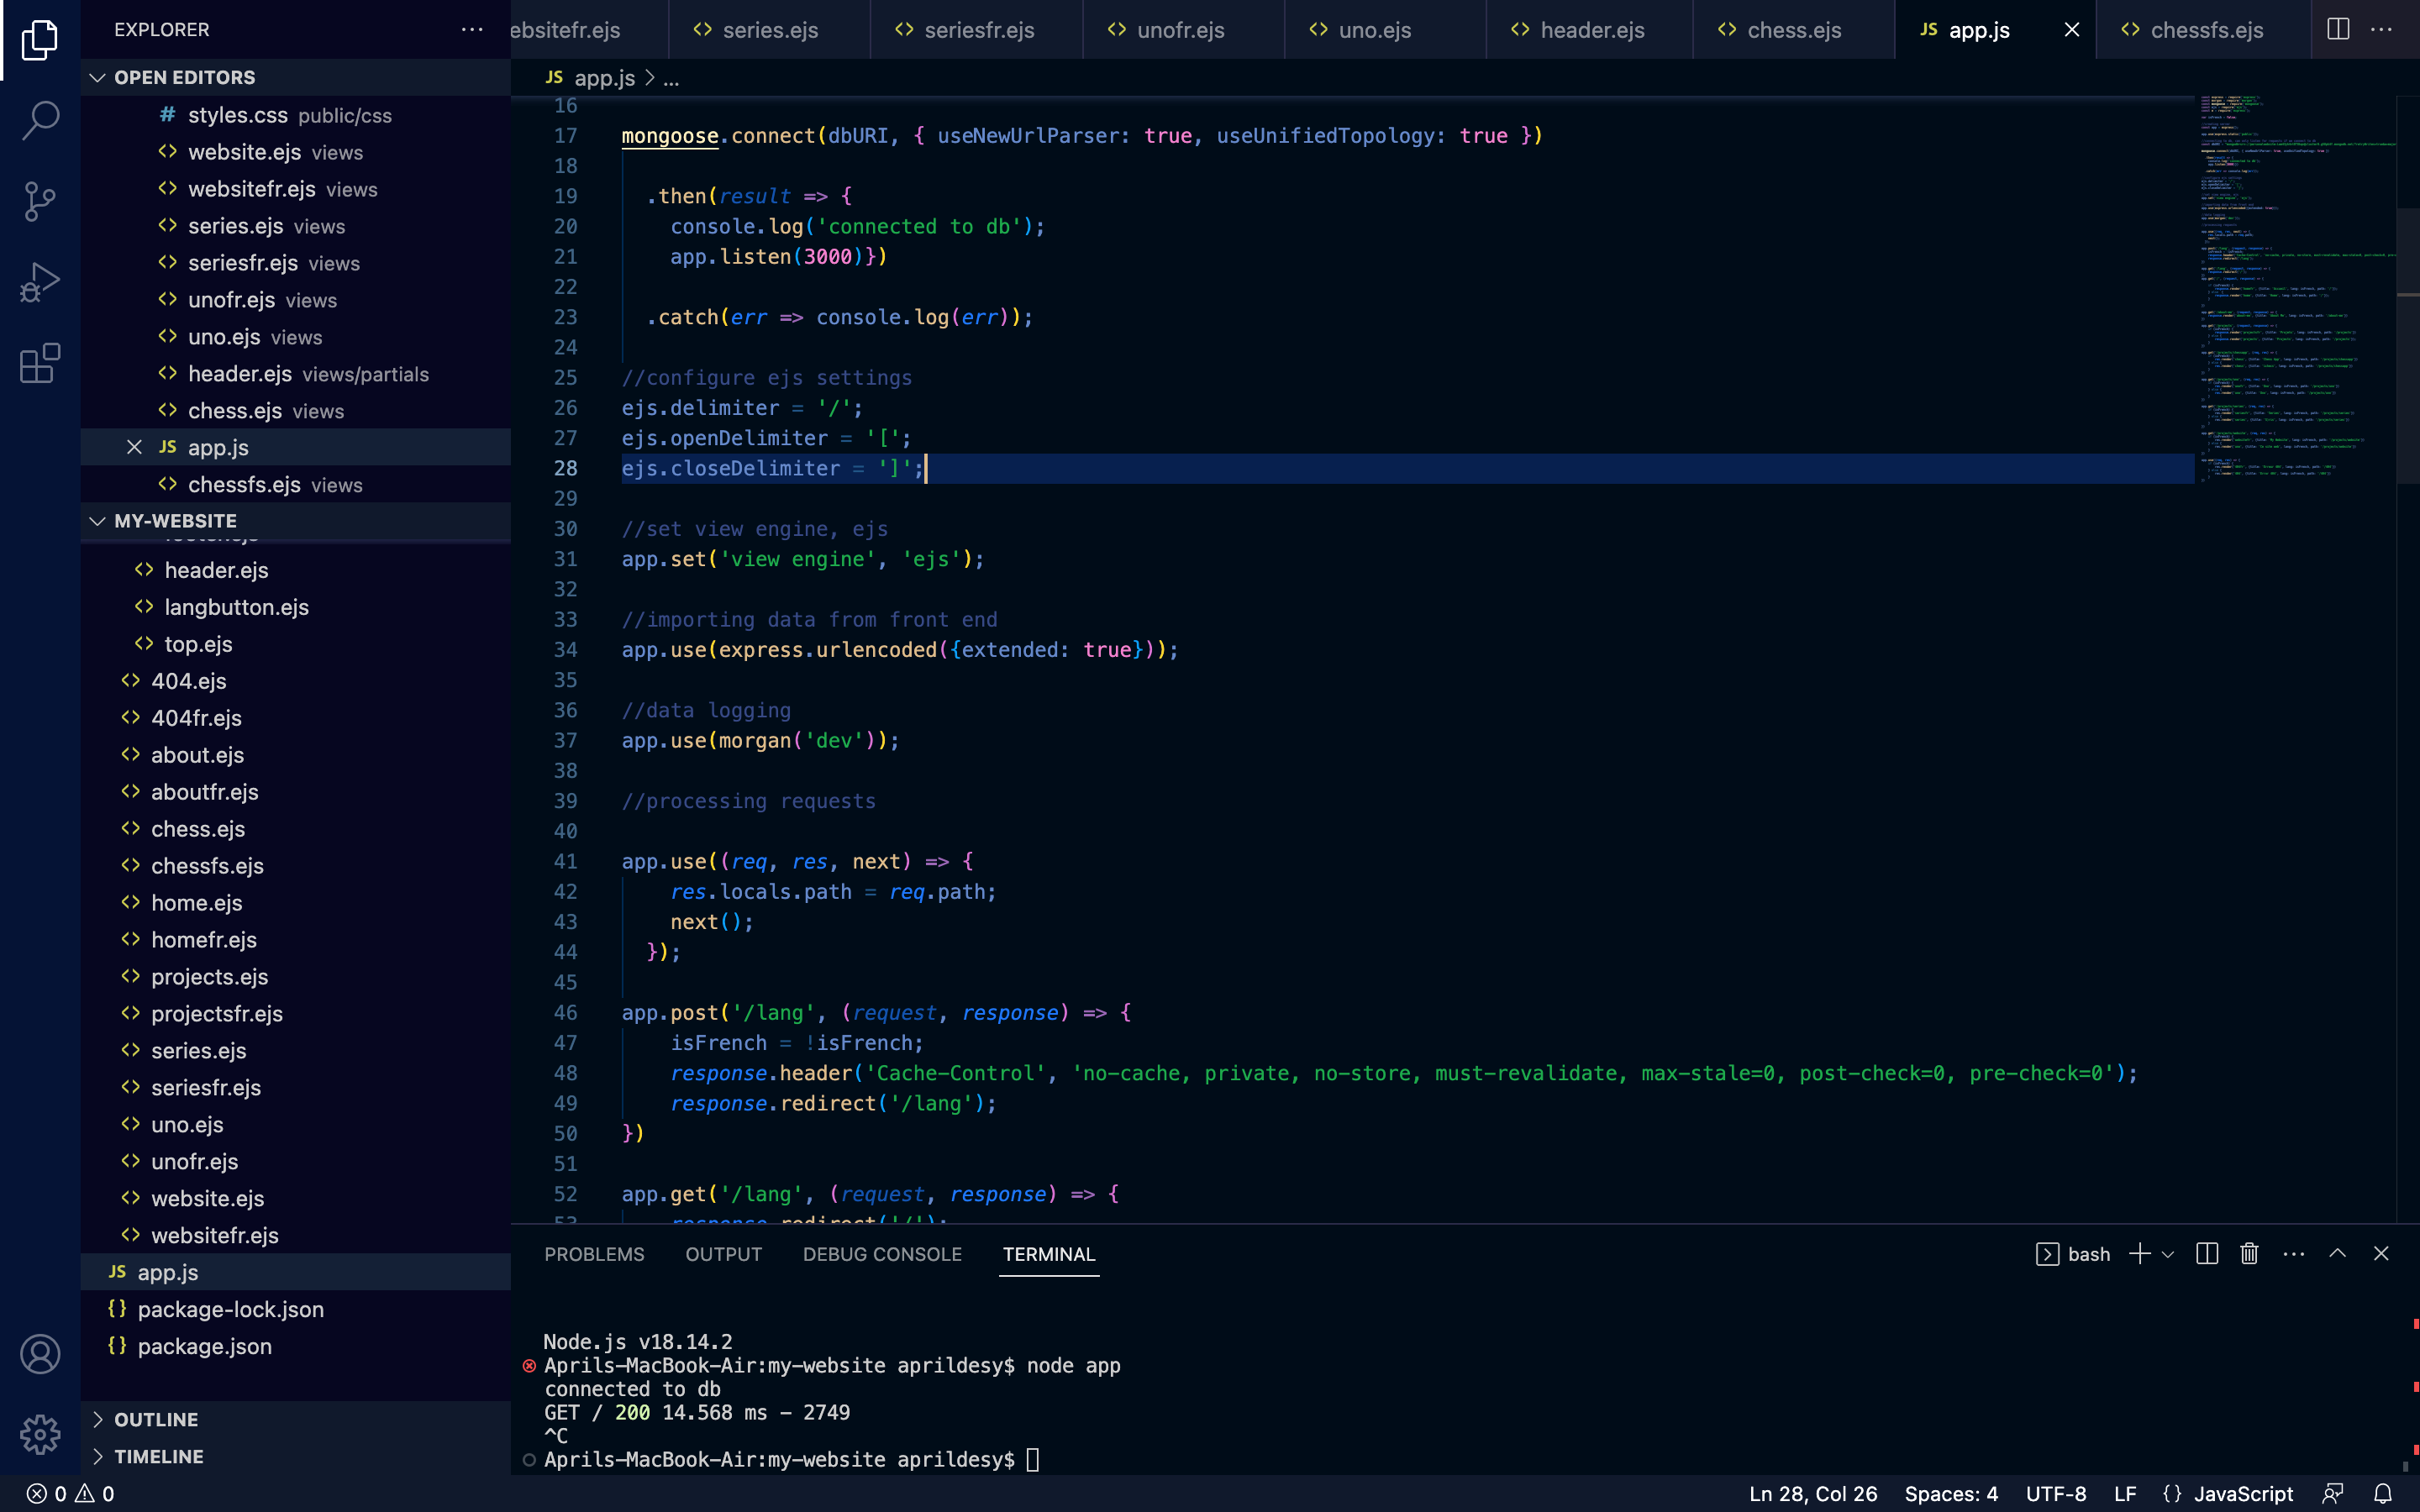 EXPLORER
OPEN EDITORS
styles.css public/css
website.ejs views
websitefr.ejs views
series.ejs views
seriesfr.ejs views
unofr.ejs views
uno.ejs views
header.ejs views/partials
chess.ejs views
JS app.js
chessfs.ejs views
MY-WEBSITE
header.ejs
langbutton.ejs
top.ejs
404.ejs
404fr.ejs
about.ejs
aboutfr.ejs
chess.ejs
chessfs.ejs
home.ejs
homefr.ejs
projects.ejs
projectsfr.ejs
series.ejs
seriesfr.ejs
uno.ejs
unofr.ejs
website.ejs
websitefr.ejs
JS app.js
{} package-lock.json
{} package.json
OUTLINE
TIMELINE
ebsitefr.ejs series.ejs seriesfr.ejs unofr.ejs uno.ejs header.ejs chess.ejs JS app.js chessfs.ejs
JS app.js > ...
16
17 mongoose.connect(dbURI, { useNewUrlParser: true, useUnifiedTopology: true })
18
19 .then(result => {
20 console.log('connected to db');
21 app.listen(3000)})
22
23 .catch(err => console.log(err));
24
25 //configure ejs settings
26 ejs.delimiter = '/';
27 ejs.openDelimiter = '[';
28 ejs.closeDelimiter = ']';
29
30 //set view engine, ejs
31 app.set('view engine', 'ejs');
32
33 //importing data from front end
34 app.use(express.urlencoded({extended: true}));
35
36 //data logging
37 app.use(morgan('dev'));
38
39 //processing requests
40
41 app.use((req, res, next) => {
42 res.locals.path = req.path;
43 next();
44 });
45
46 app.post('/lang', (request, response) => {
47 isFrench = !isFrench;
48 response.header('Cache-Control', 'no-cache, private, no-store, must-revalidate, max-stale=0, post-check=0, pre-check=0');
49 response.redirect('/lang');
50 })
51
52 app.get('/lang', (request, response) => {
53 response.redirect('/');
PROBLEMS OUTPUT DEBUG CONSOLE TERMINAL bash
Node.js v18.14.2
Aprils-MacBook-Air:my-website aprildesy$ node app
connected to db
GET / 200 14.568 ms - 2749
^C
Aprils-MacBook-Air:my-website aprildesy$
0 0 Ln 28, Col 26 Spaces: 4 UTF-8 LF {} JavaScript